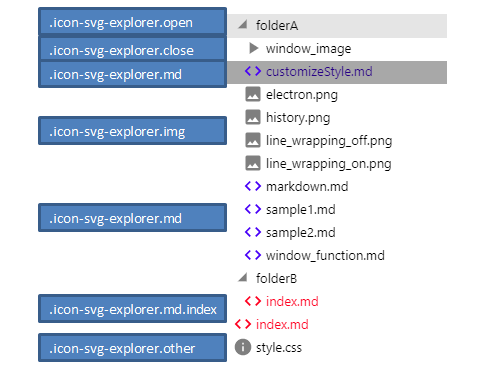 .icon-svg-explorer.open folderA
.icon-svg-explorer.close window_image
.icon-svg-explorer.md customizeStyle.md
electron.png
history.png
.icon-svg-explorer.img line_wrapping_off.png
line_wrapping_on.png
markdown.md
.icon-svg-explorer.md sample1.md
sample2.md
window_function.md
folderB
.icon-svg-explorer.md.index index.md
index.md
.icon-svg-explorer.other style.css